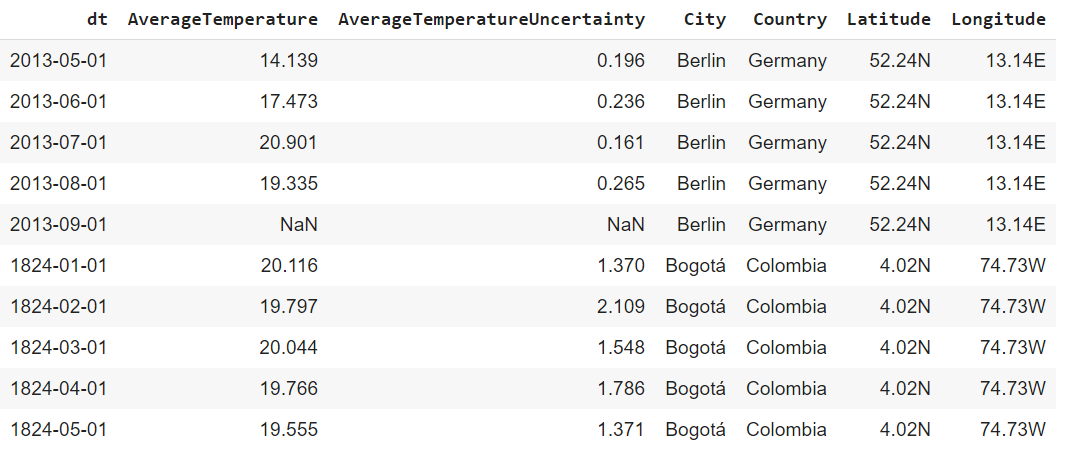 dt AverageTemperature AverageTemperatureUncertainty City Country Latitude Longitude
2013-05-01 14.139 0.196 Berlin Germany 52.24N 13.14E
2013-06-01 17.473 0.236 Berlin Germany 52.24N 13.14E
2013-07-01 20.901 0.161 Berlin Germany 52.24N 13.14E
2013-08-01 19.335 0.265 Berlin Germany 52.24N 13.14E
2013-09-01 NaN NaN Berlin Germany 52.24N 13.14E
1824-01-01 20.116 1.370 Bogotá Colombia 4.02N 74.73W
1824-02-01 19.797 2.109 Bogotá Colombia 4.02N 74.73W
1824-03-01 20.044 1.548 Bogotá Colombia 4.02N 74.73W
1824-04-01 19.766 1.786 Bogotá Colombia 4.02N 74.73W
1824-05-01 19.555 1.371 Bogotá Colombia 4.02N 74.73W